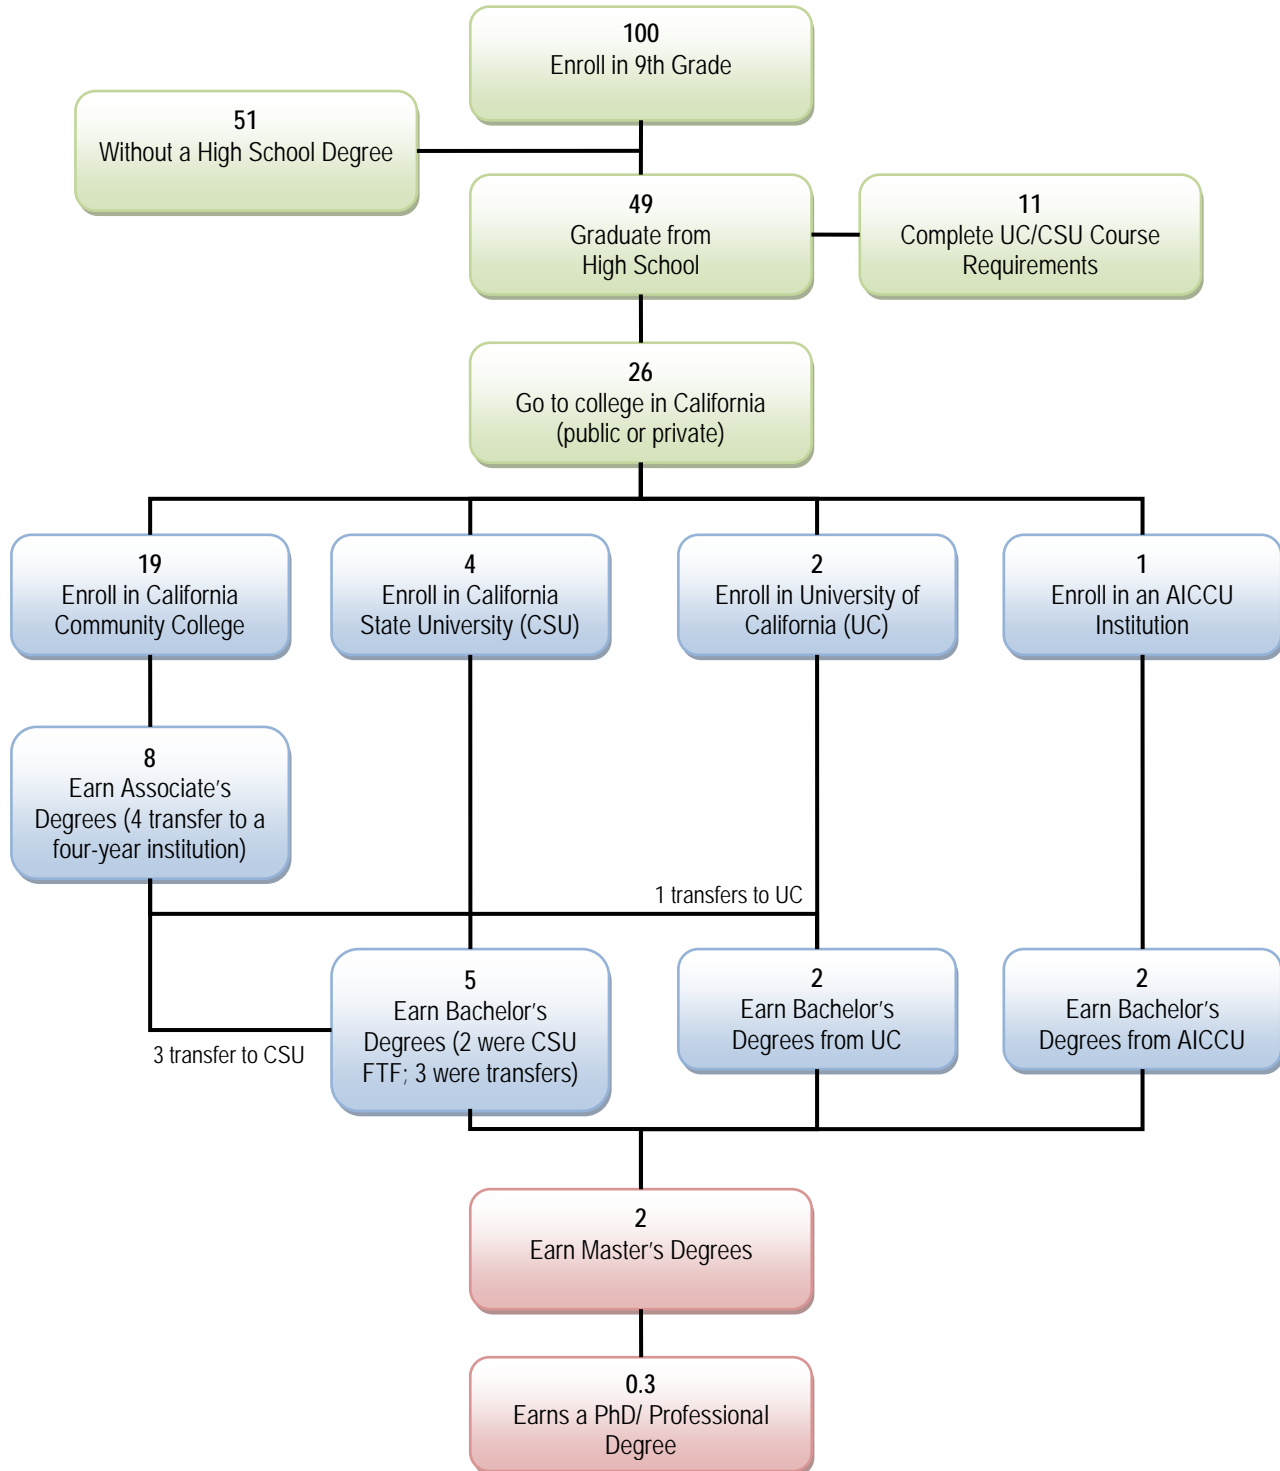 100
Enroll in 9th Grade
51
Without a High School Degree
49
Graduate from
High School
11
Complete UC/CSU Course
Requirements
26
Go to college in California
(public or private)
19
Enroll in California
Community College
4
Enroll in California
State University (CSU)
2
Enroll in University of
California (UC)
1
Enroll in an AICCU
Institution
8
Earn Associate's
Degrees (4 transfer to a
four-year institution)
1 transfers to UC
3 transfer to CSU
5
Earn Bachelor's
Degrees (2 were CSU
FTF; 3 were transfers)
2
Earn Bachelor's
Degrees from UC
2
Earn Bachelor's
Degrees from AICCU
2
Earn Master's Degrees
0.3
Earns a PhD/ Professional
Degree